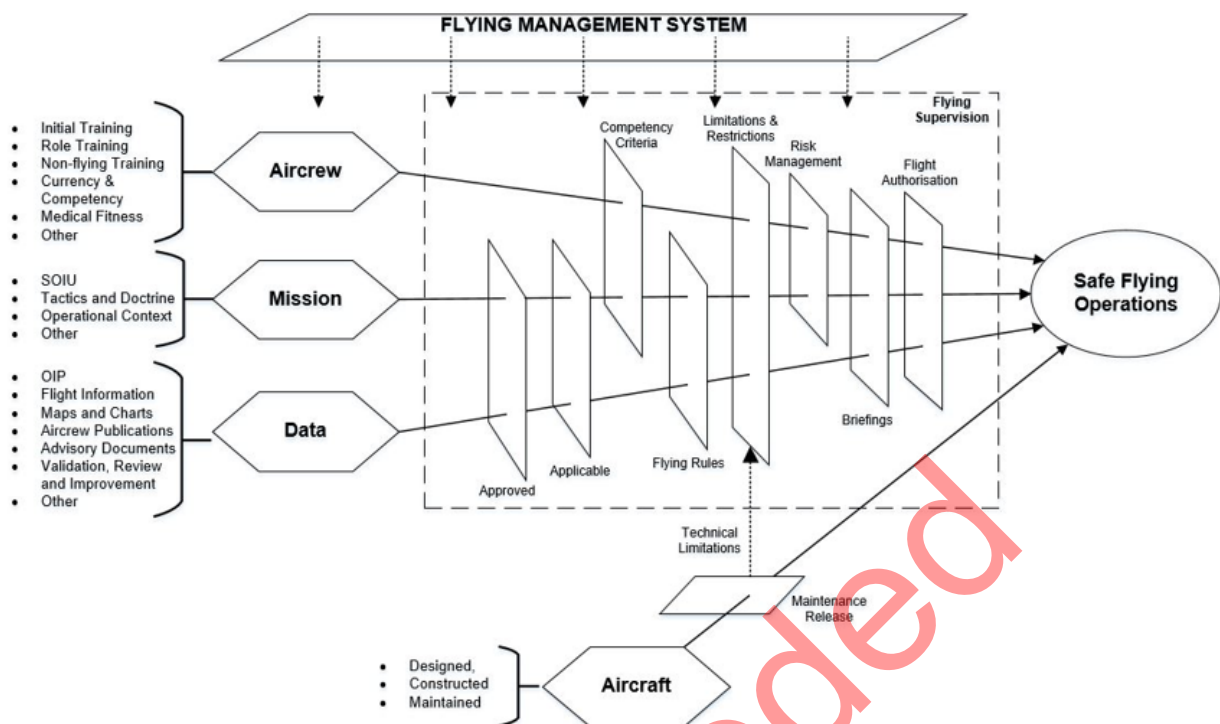 FLYING MANAGEMENT SYSTEM
Flying
Supervision
Limitations &
Restrictions
Competency
Criteria
Risk
Management
Flight
Authorisation
• Initial Training
• Role Training
• Non-flying Training
• Currency &
Competency
• Medical Fitness
• Other
Aircrew
• SOIU
• Tactics and Doctrine
• Operational Context
• Other
Mission
Safe Flying
Operations
• OIP
• Flight Information
• Maps and Charts
• Aircrew Publications
• Advisory Documents
• Validation, Review
and Improvement
• Other
Data
Approved
Applicable
Flying Rules
Briefings
Technical
Limitations
Maintenance
Release
• Designed,
• Constructed
• Maintained
Aircraft
ded